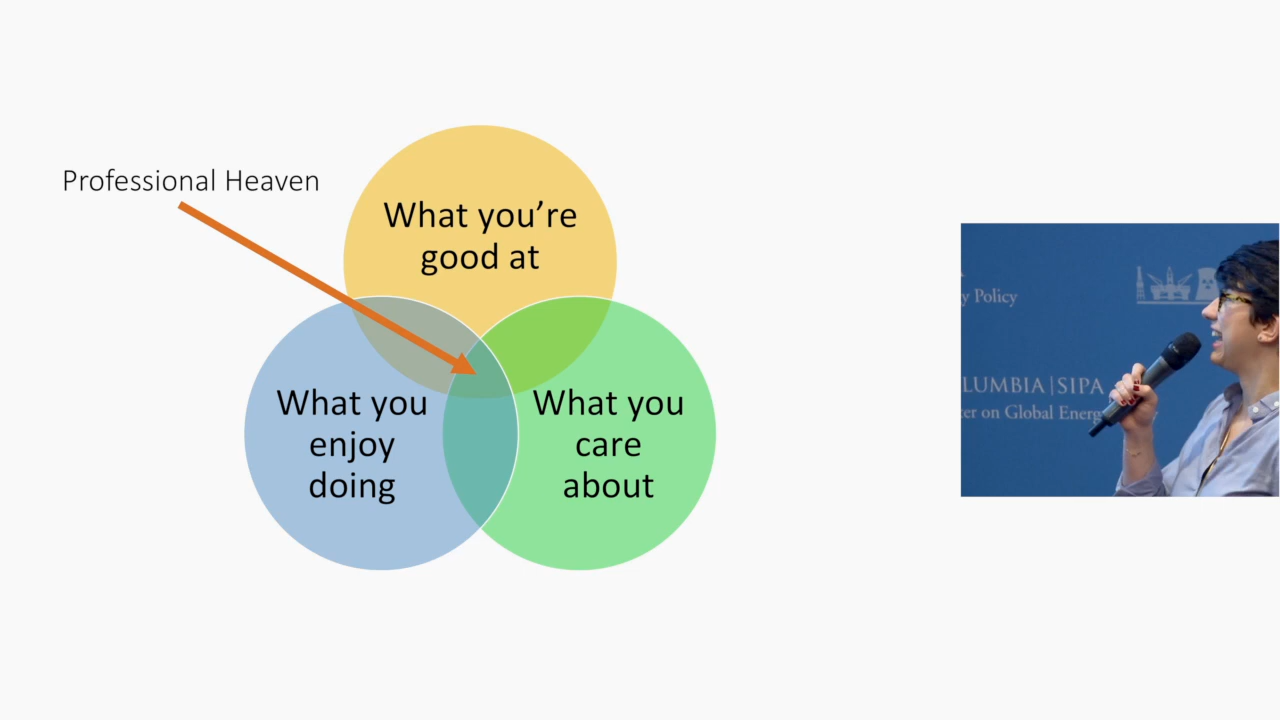 Professional Heaven
What you're
good at
What you
enjoy
doing
What you
care
about
y Policy
LUMBIA|SIPA
er on Global Energ